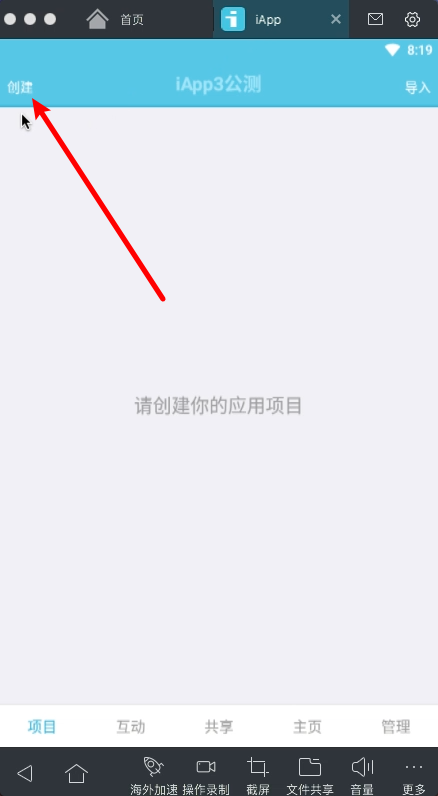 首页
iApp
8:19
创建
iApp3公测
导入
请创建你的应用项目
项目
互动
共享
主页
管理
海外加速
操作录制
截屏
文件共享
音量
更多